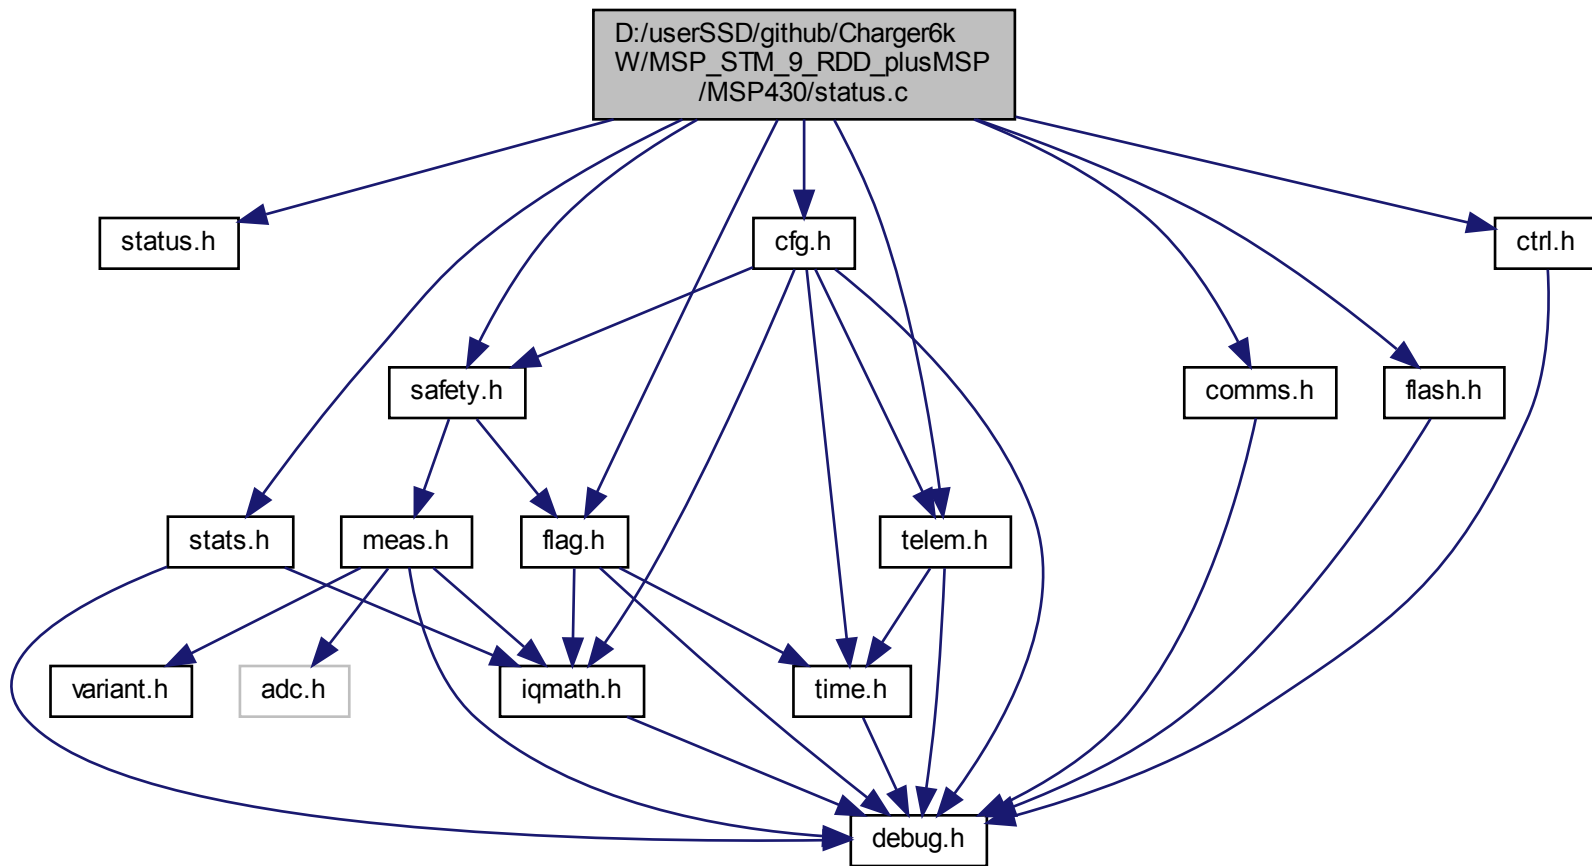 D:/userSSD/github/Charger6k
W/MSP_STM_9_RDD_plusMSP
/MSP430/status.c
status.h
cfg.h
ctrl.h
safety.h
comms.h
flash.h
stats.h
meas.h
flag.h
telem.h
variant.h
adc.h
iqmath.h
time.h
debug.h